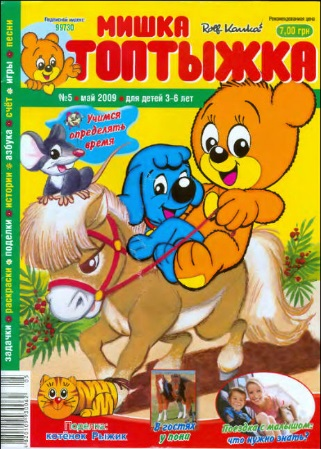 Подписной индекс
99730
МИШКА
Rolf Kauka
Рекомендованная цена
7,00 грн
ТОПТЫЖКА
№5 • май 2009 • для детей 3-6 лет
Учимся
определять
время
задачки • раскраски • поделки • истории • азбука • счёт • игры • песни
Поделка:
котёнок Рыжик
В гостях
у пони
Поездка с малышом:
что нужно знать?